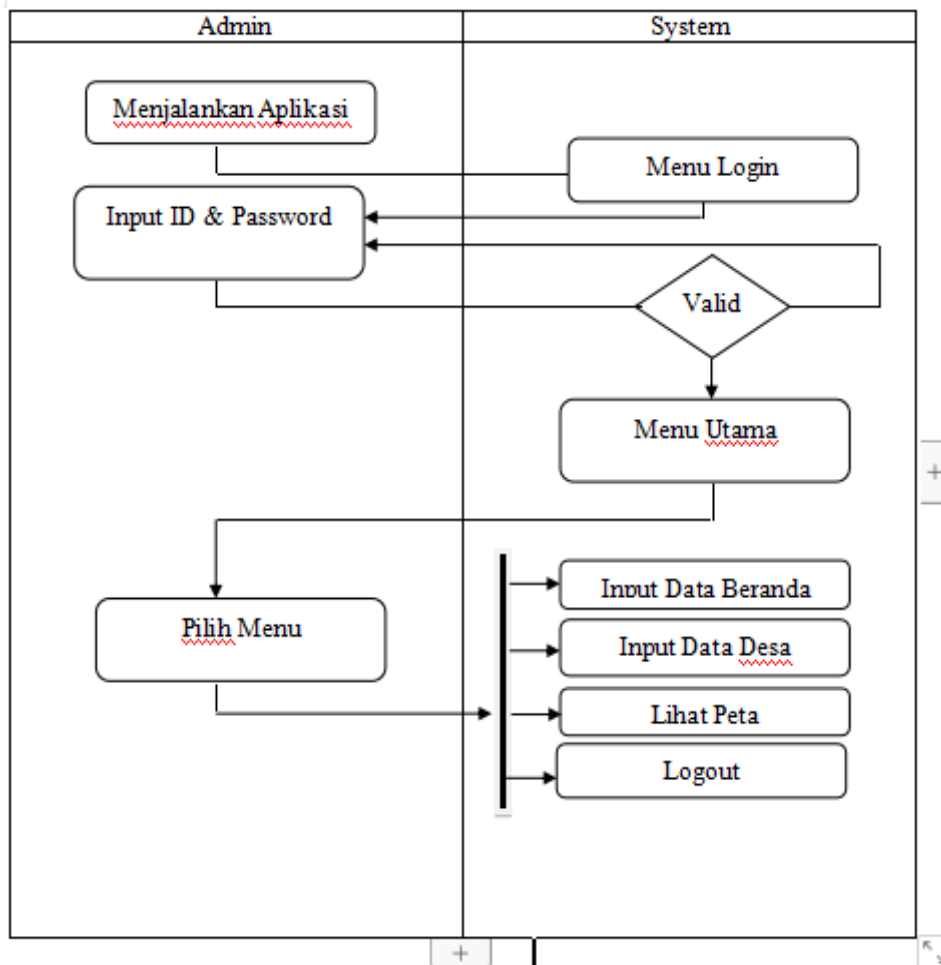 Admin
System
Menjalankan Aplikasi
Menu Login
Input ID & Password
Valid
Menu Utama
Pilih Menu
Input Data Beranda
Input Data Desa
Lihat Peta
Logout